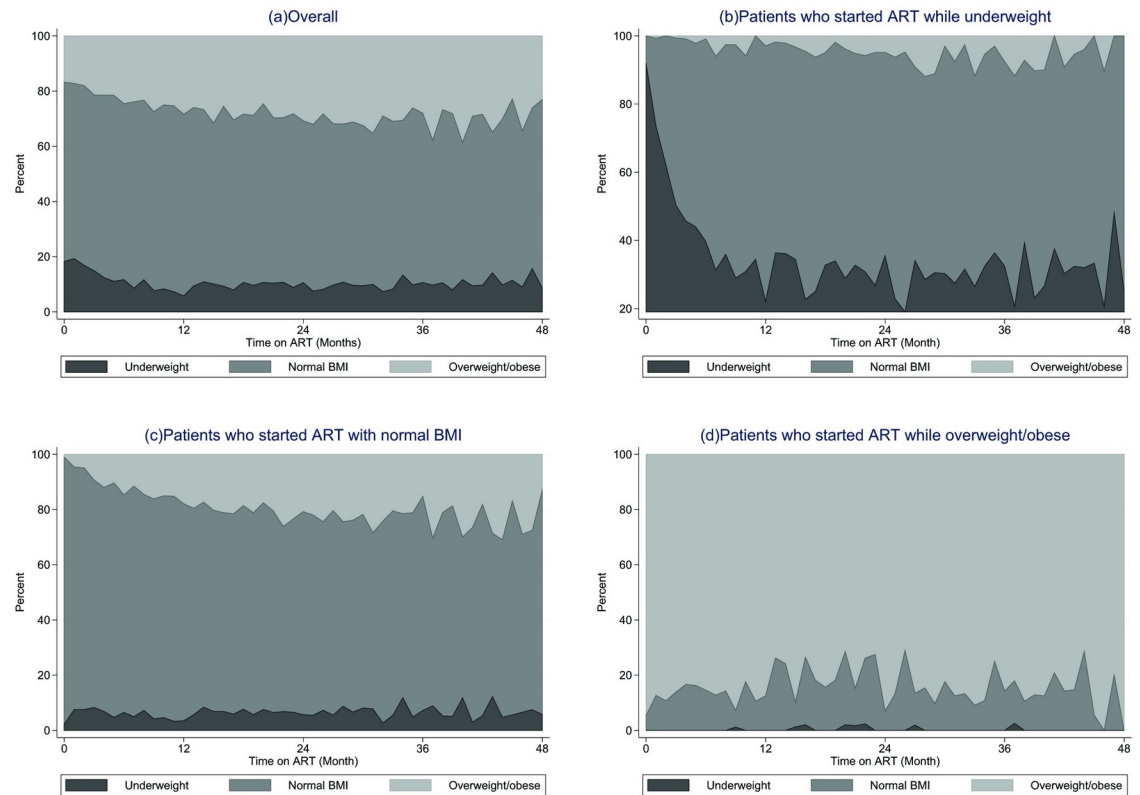 (a)Overall
100
80
60
40
20
0
Percent
0 12 24 36 48
Time on ART (Months)
Underweight Normal BMI Overweight/obese
(b)Patients who started ART while underweight
100
80
60
40
20
Percent
0 12 24 36 48
Time on ART (Months)
Underweight Normal BMI Overweight/obese
(c)Patients who started ART with normal BMI
100
80
60
40
20
0
Percent
0 12 24 36 48
Time on ART (Month)
Underweight Normal BMI Overweight/obese
(d)Patients who started ART while overweight/obese
100
80
60
40
20
0
Percent
0 12 24 36 48
Time on ART (Month)
Underweight Normal BMI Overweight/obese